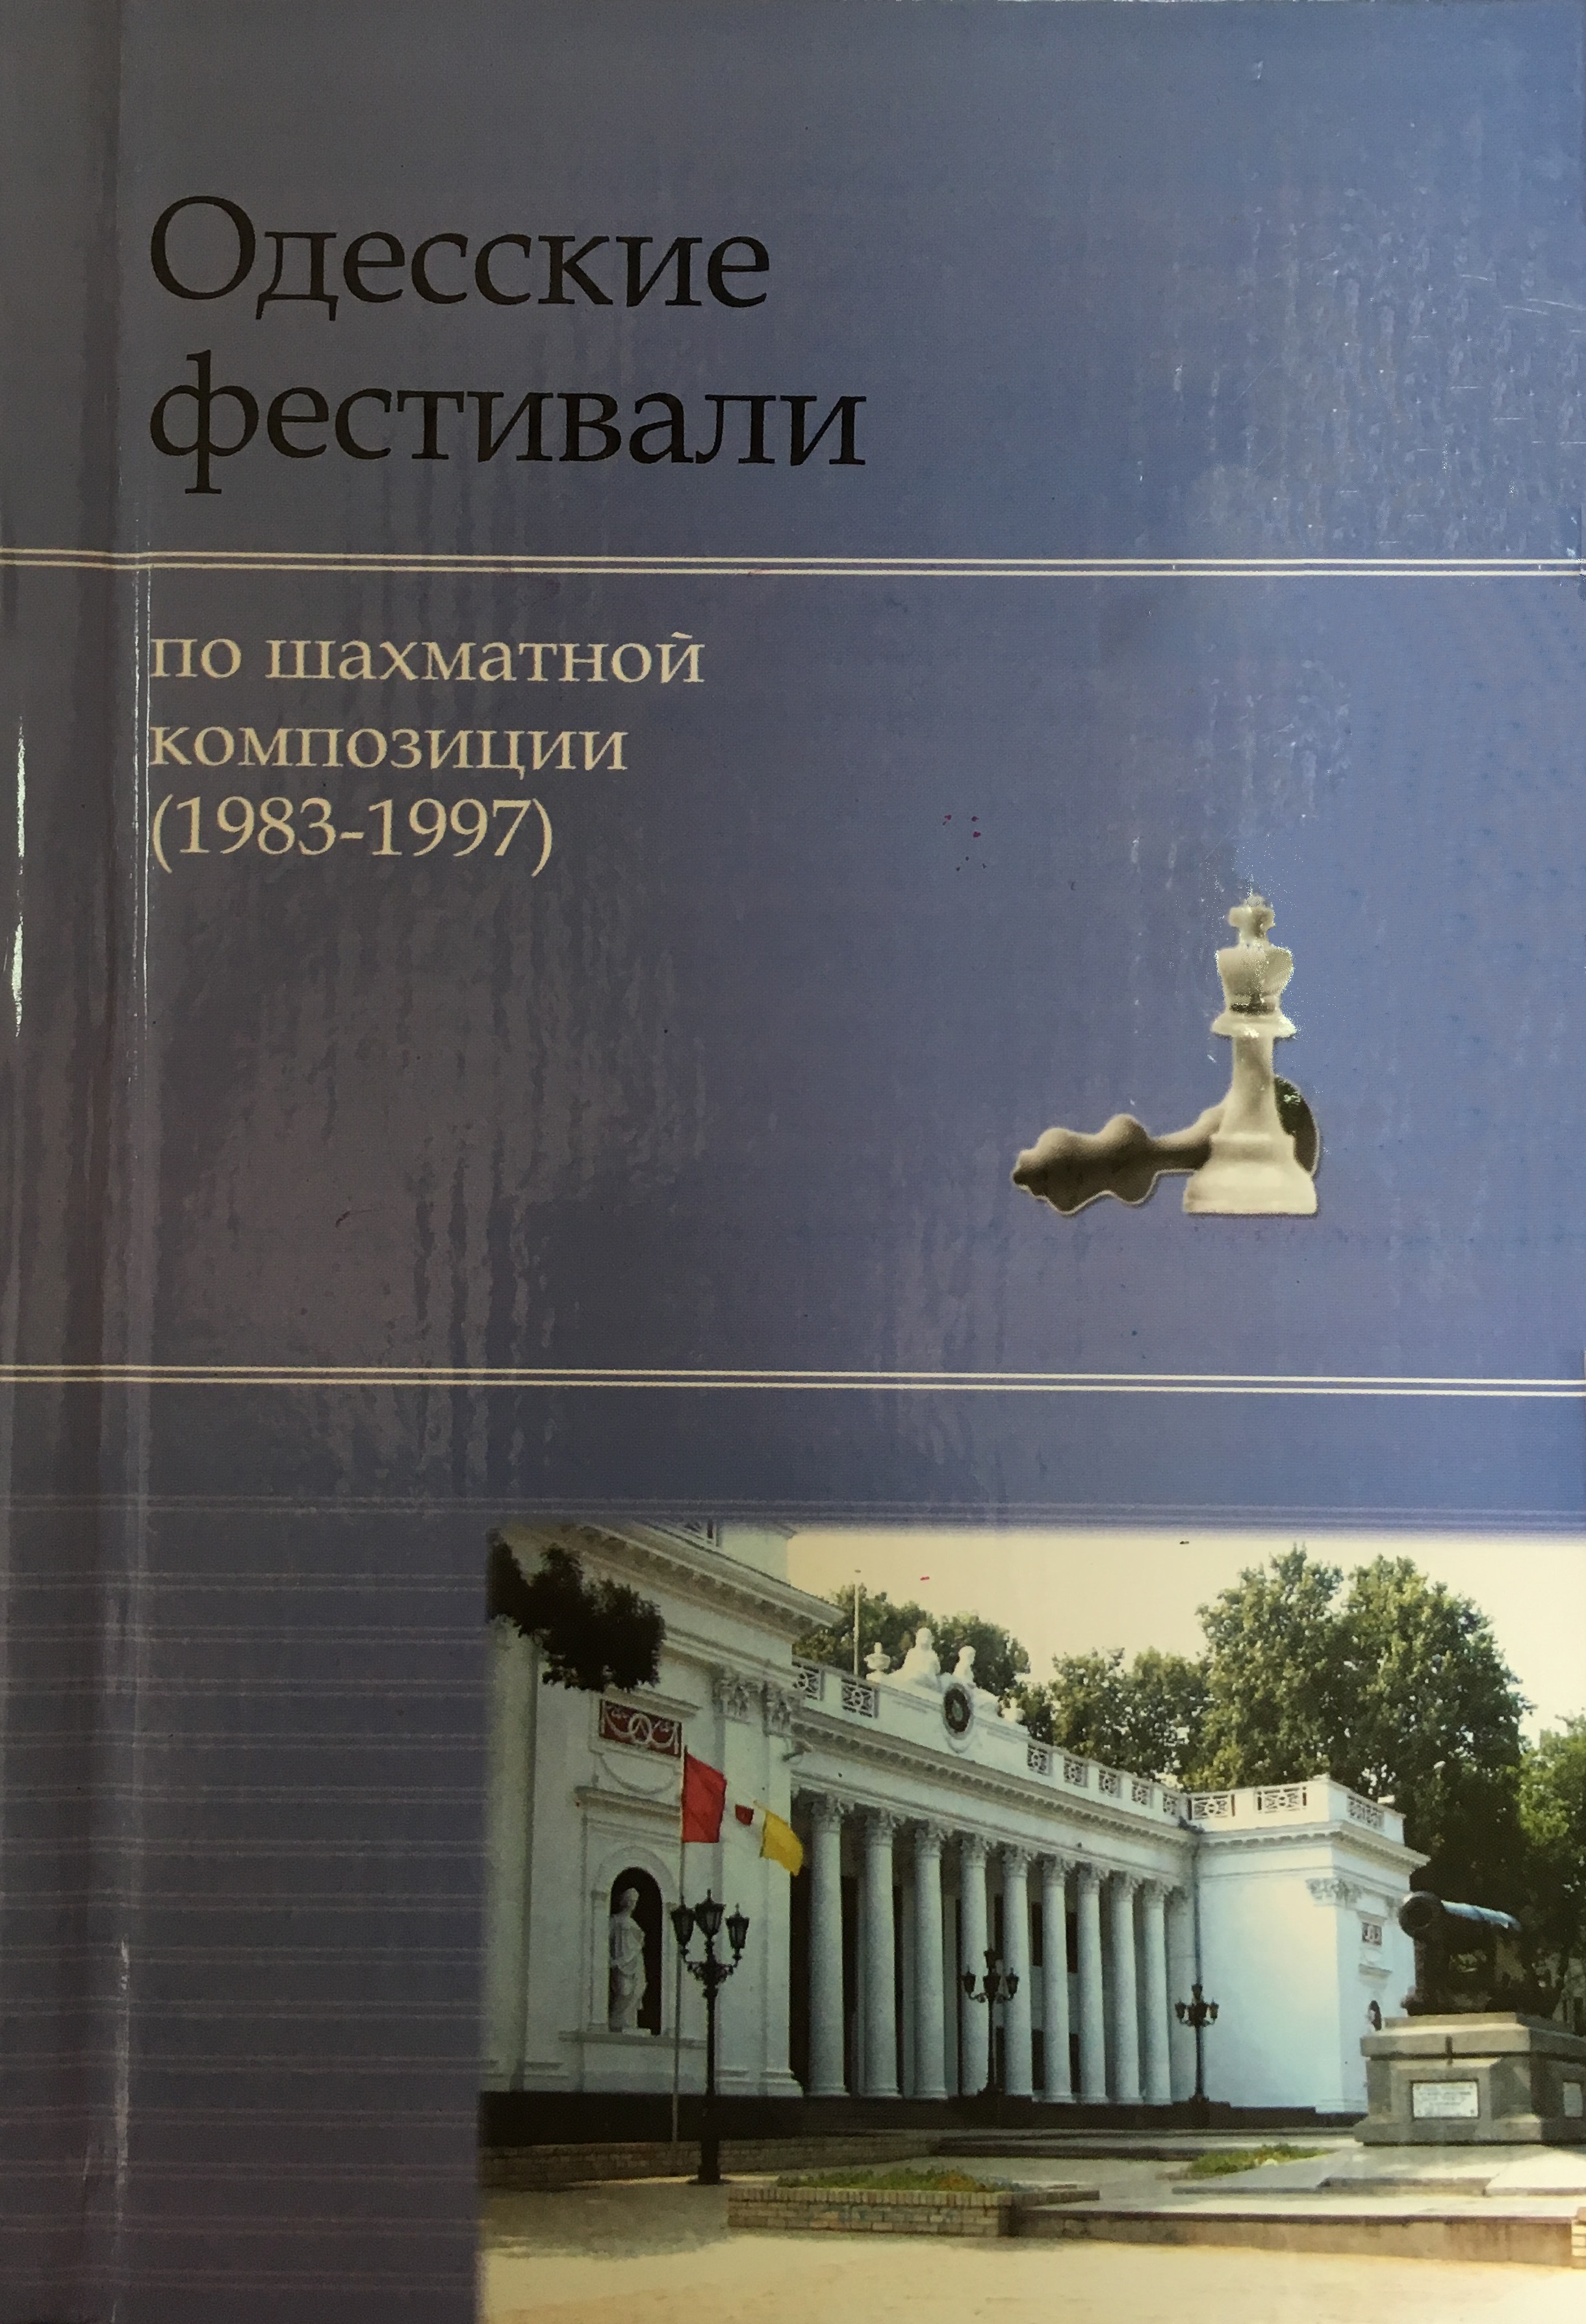 Одесские
фестивали
по шахматной
композиции
(1983-1997)